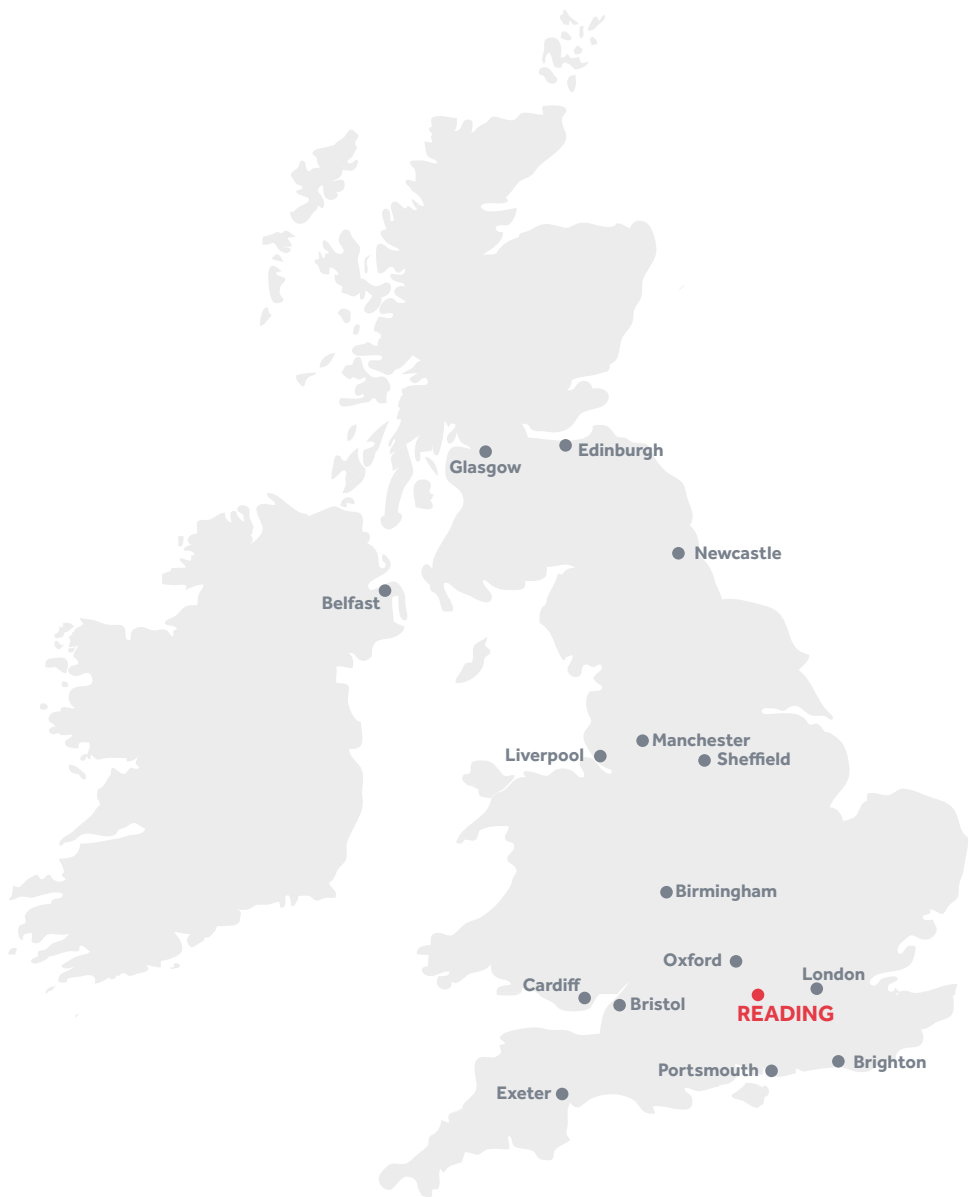 Edinburgh
Glasgow
Newcastle
Belfast
Manchester
Liverpool
Sheffield
Birmingham
Oxford
London
Cardiff
Bristol
READING
Brighton
Portsmouth
Exeter